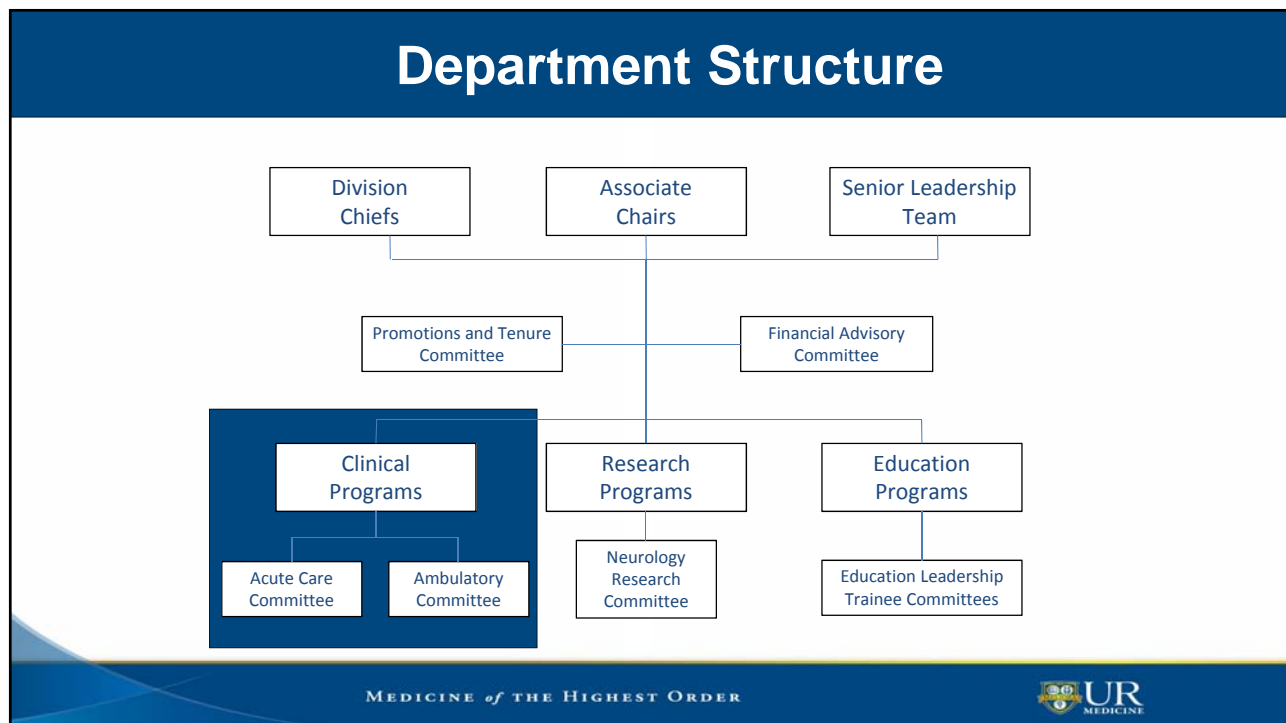 Department Structure
Division
Chiefs
Associate
Chairs
Senior Leadership
Team
Promotions and Tenure
Committee
Financial Advisory
Committee
Clinical
Programs
Research
Programs
Education
Programs
Acute Care
Committee
Ambulatory
Committee
Neurology
Research
Committee
Education Leadership
Trainee Committees
MEDICINE of THE HIGHEST ORDER
UR
MEDICINE